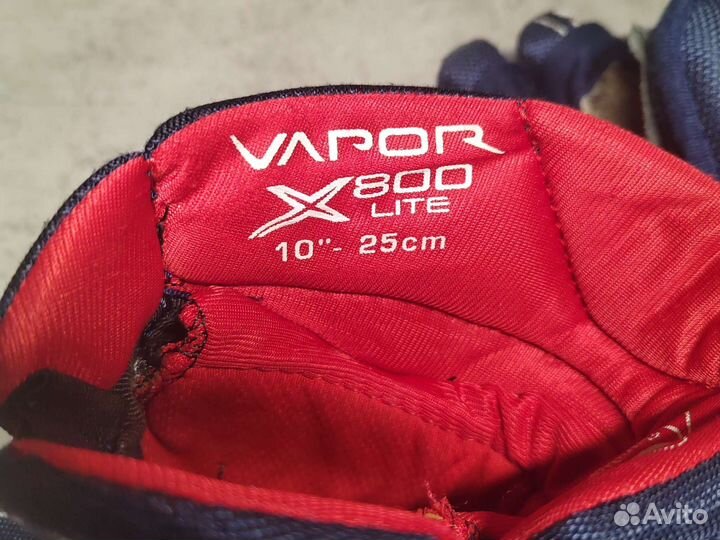 VAPOR
X800
LITE
10"- 25cm
Avito